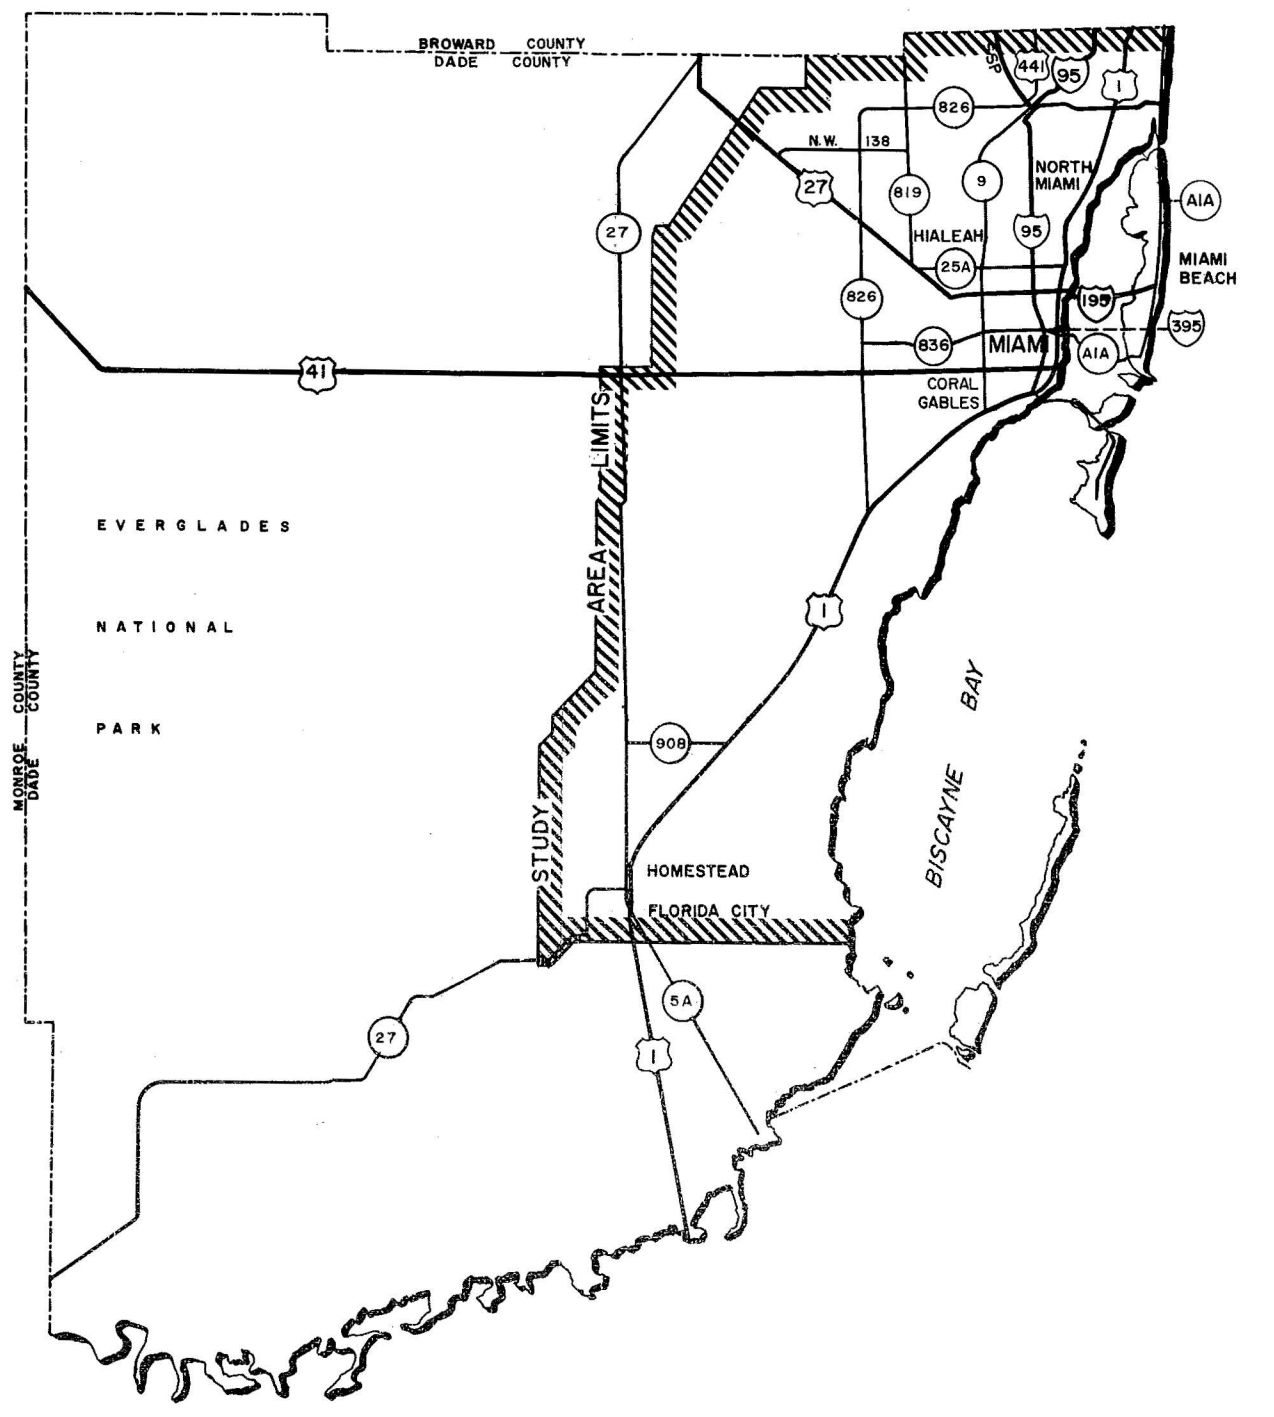 BROWARD COUNTY
DADE COUNTY
441
95
1
826
N.W. 138
27
819
9
NORTH
MIAMI
A1A
27
95
HIALEAH
25A
MIAMI
BEACH
826
195
395
836
MIAMI
A1A
41
CORAL
GABLES
STUDY AREA LIMITS
EVERGLADES
NATIONAL
PARK
1
MONROE COUNTY
DADE COUNTY
BISCAYNE BAY
908
HOMESTEAD
FLORIDA CITY
5A
27
1